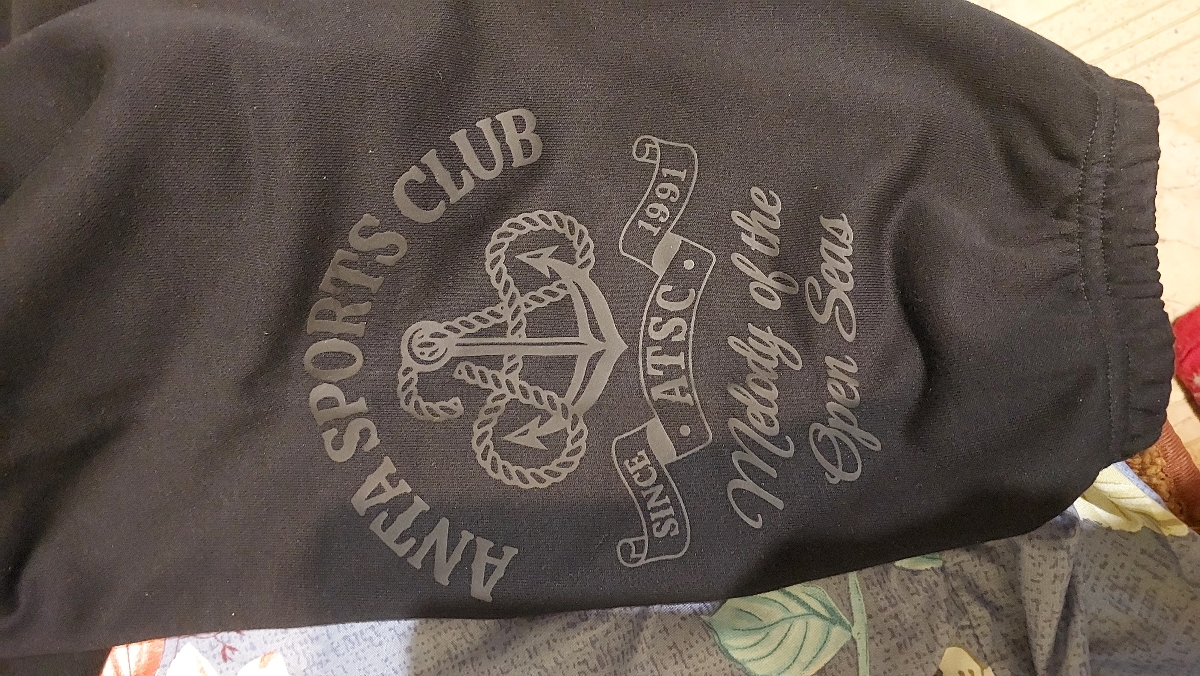 ANTA SPORTS CLUB
SINCE · ATSC · 1991
Melody of the
Open Seas